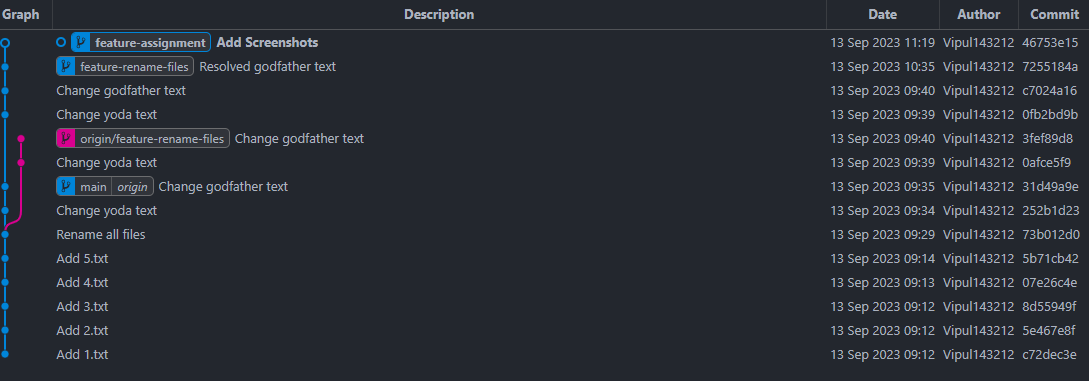 Graph Description Date Author Commit
feature-assignment Add Screenshots 13 Sep 2023 11:19 Vipul143212 46753e15
feature-rename-files Resolved godfather text 13 Sep 2023 10:35 Vipul143212 7255184a
Change godfather text 13 Sep 2023 09:40 Vipul143212 c7024a16
Change yoda text 13 Sep 2023 09:39 Vipul143212 0fb2bd9b
origin/feature-rename-files Change godfather text 13 Sep 2023 09:40 Vipul143212 3fef89d8
Change yoda text 13 Sep 2023 09:39 Vipul143212 0afce5f9
main origin Change godfather text 13 Sep 2023 09:35 Vipul143212 31d49a9e
Change yoda text 13 Sep 2023 09:34 Vipul143212 252b1d23
Rename all files 13 Sep 2023 09:29 Vipul143212 73b012d0
Add 5.txt 13 Sep 2023 09:14 Vipul143212 5b71cb42
Add 4.txt 13 Sep 2023 09:13 Vipul143212 07e26c4e
Add 3.txt 13 Sep 2023 09:12 Vipul143212 8d55949f
Add 2.txt 13 Sep 2023 09:12 Vipul143212 5e467e8f
Add 1.txt 13 Sep 2023 09:12 Vipul143212 c72dec3e